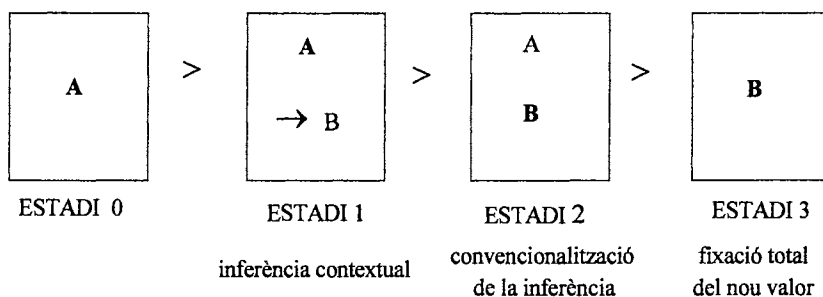 A
>
A
→ B
>
A
B
>
B
ESTADI 0
ESTADI 1
ESTADI 2
ESTADI 3
inferència contextual
convencionalització
de la inferència
fixació total
del nou valor